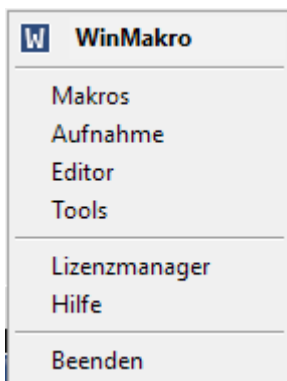 W WinMakro
Makros
Aufnahme
Editor
Tools
Lizenzmanager
Hilfe
Beenden